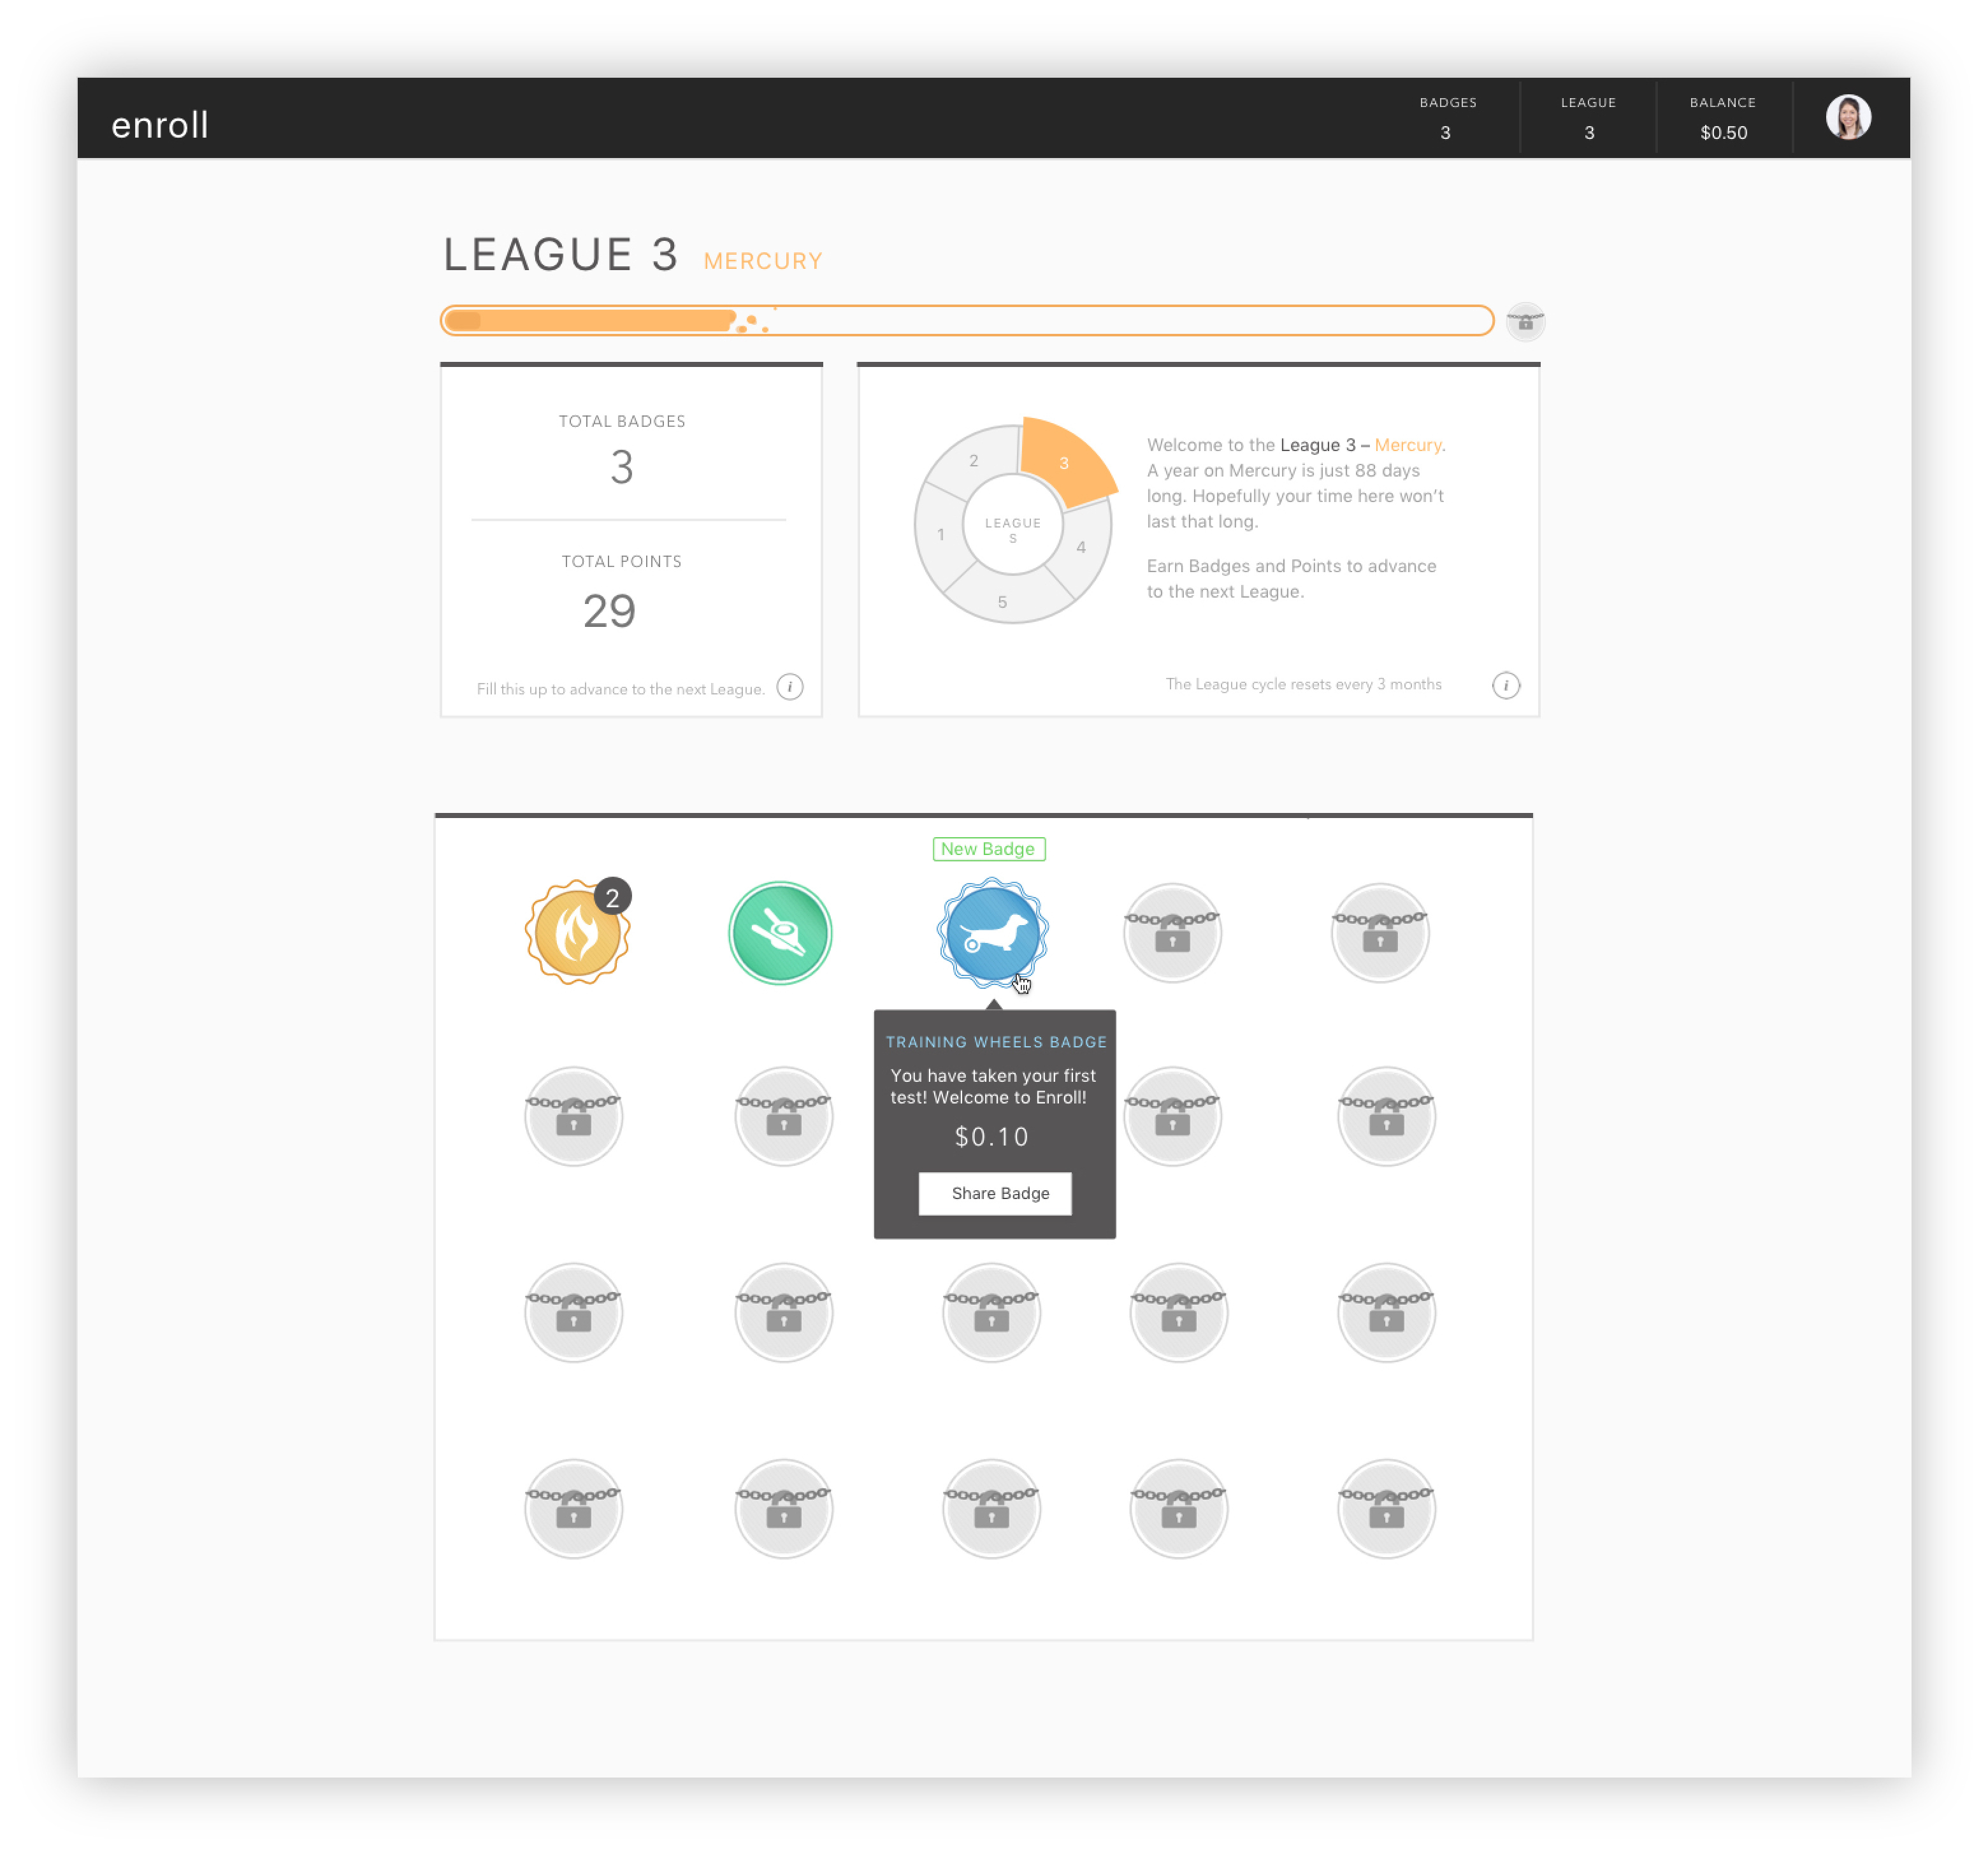 enroll
BADGES
3
LEAGUE
3
BALANCE
$0.50
LEAGUE 3 MERCURY
TOTAL BADGES
3
TOTAL POINTS
29
Fill this up to advance to the next League. i
2
3
1
4
5
LEAGUE
S
Welcome to the League 3 – Mercury.
A year on Mercury is just 88 days
long. Hopefully your time here won't
last that long.
Earn Badges and Points to advance
to the next League.
The League cycle resets every 3 months i
New Badge
2
TRAINING WHEELS BADGE
You have taken your first
test! Welcome to Enroll!
$0.10
Share Badge